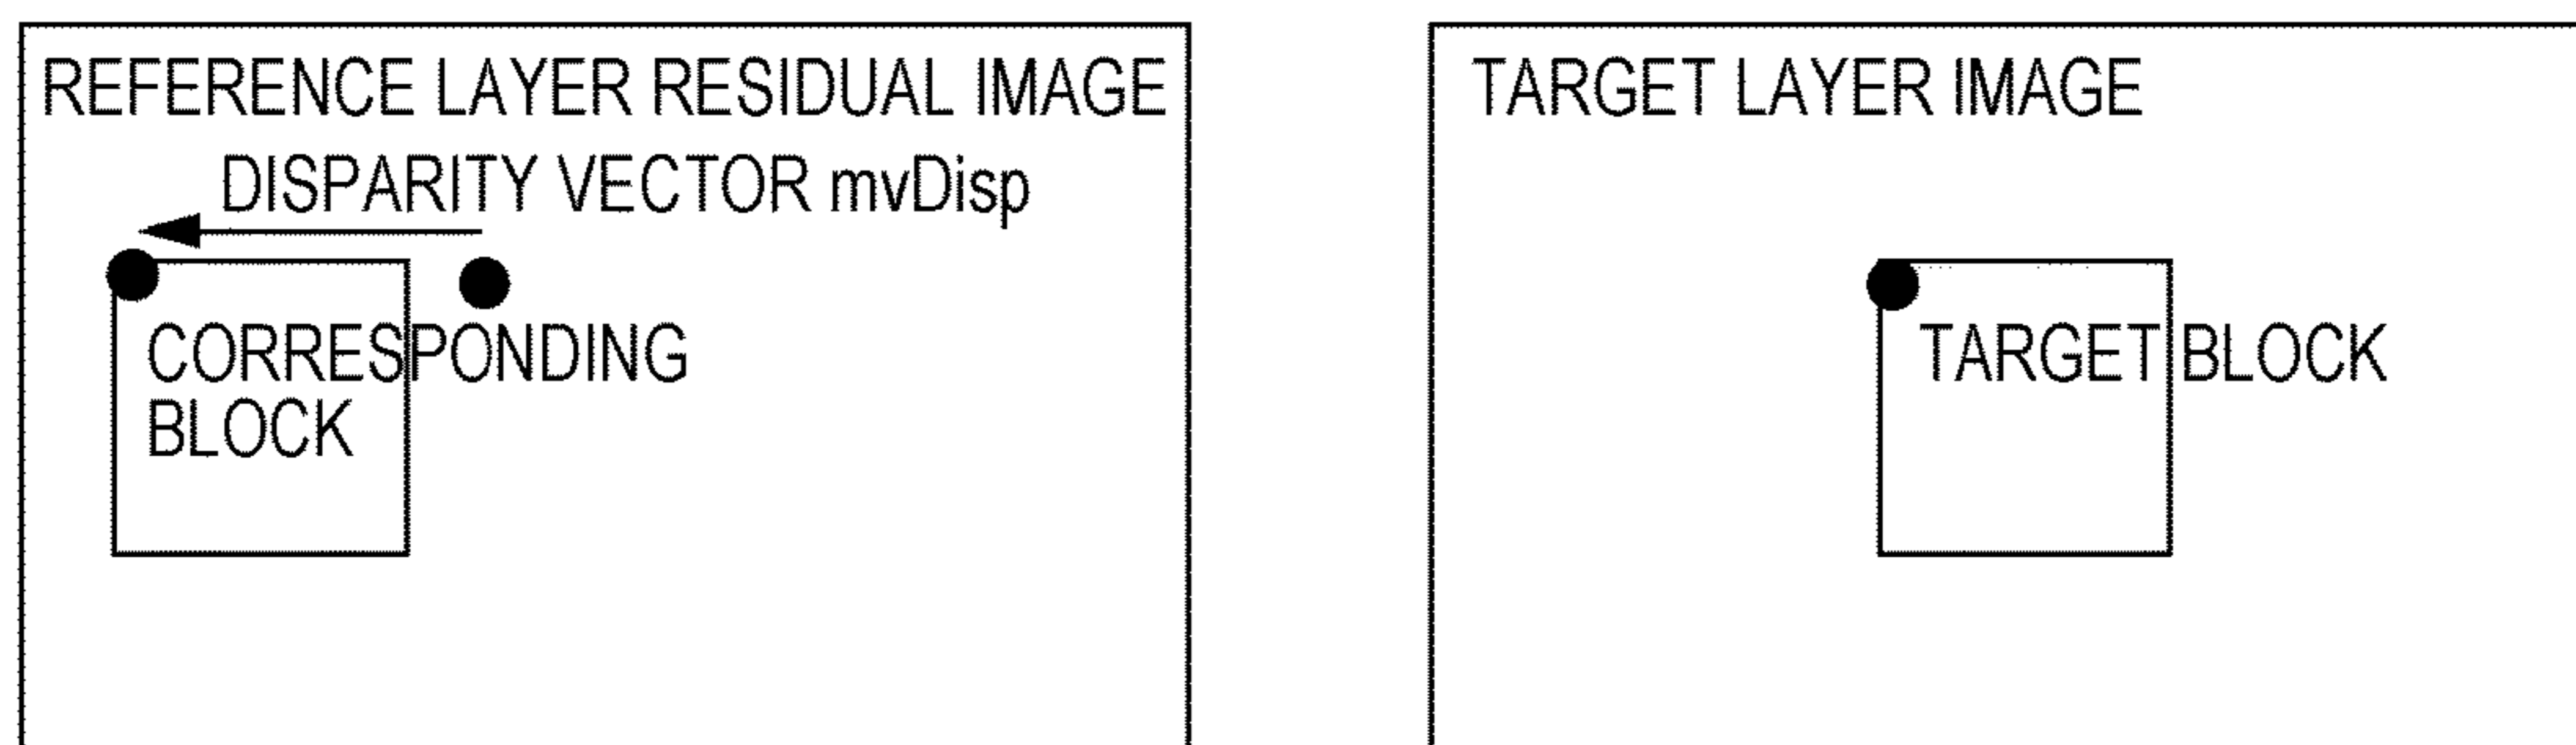 REFERENCE LAYER RESIDUAL IMAGE
DISPARITY VECTOR mvDisp
CORRESPONDING
BLOCK
TARGET LAYER IMAGE
TARGET BLOCK